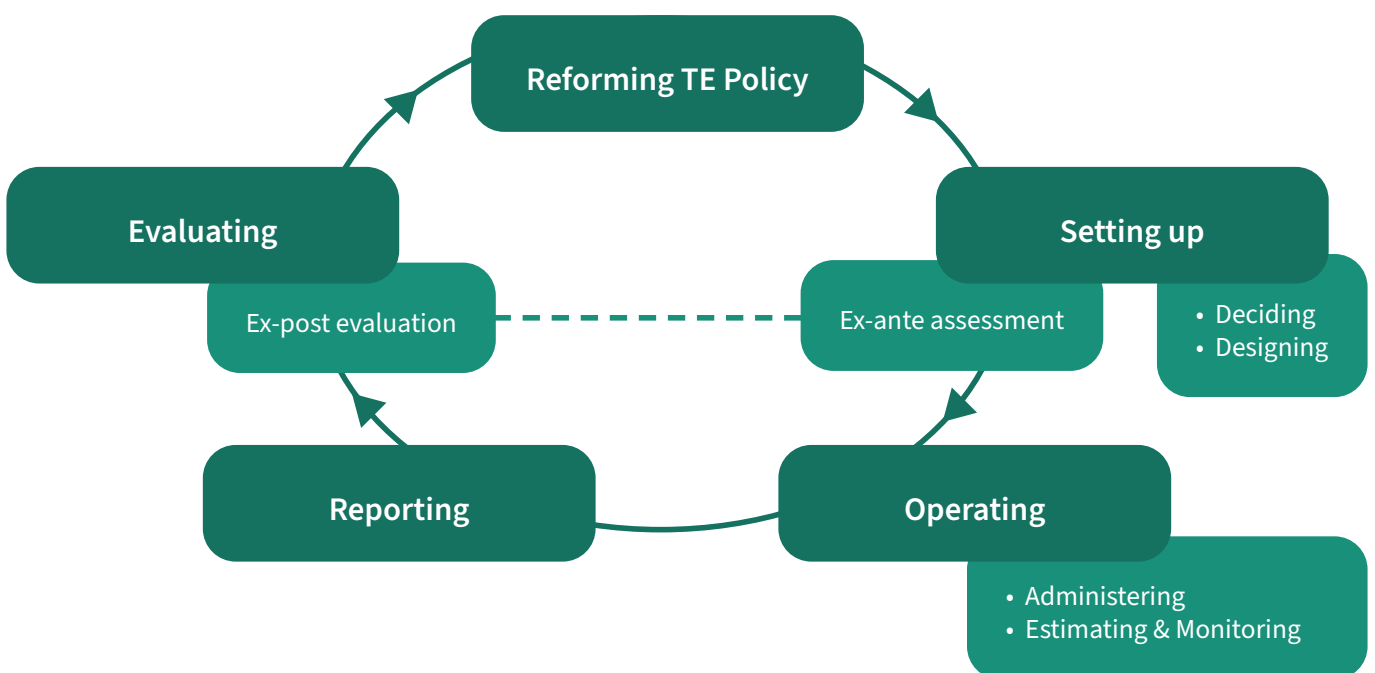 Reforming TE Policy
Evaluating
Setting up
Ex-post evaluation
Ex-ante assessment
• Deciding
• Designing
Reporting
Operating
• Administering
• Estimating & Monitoring